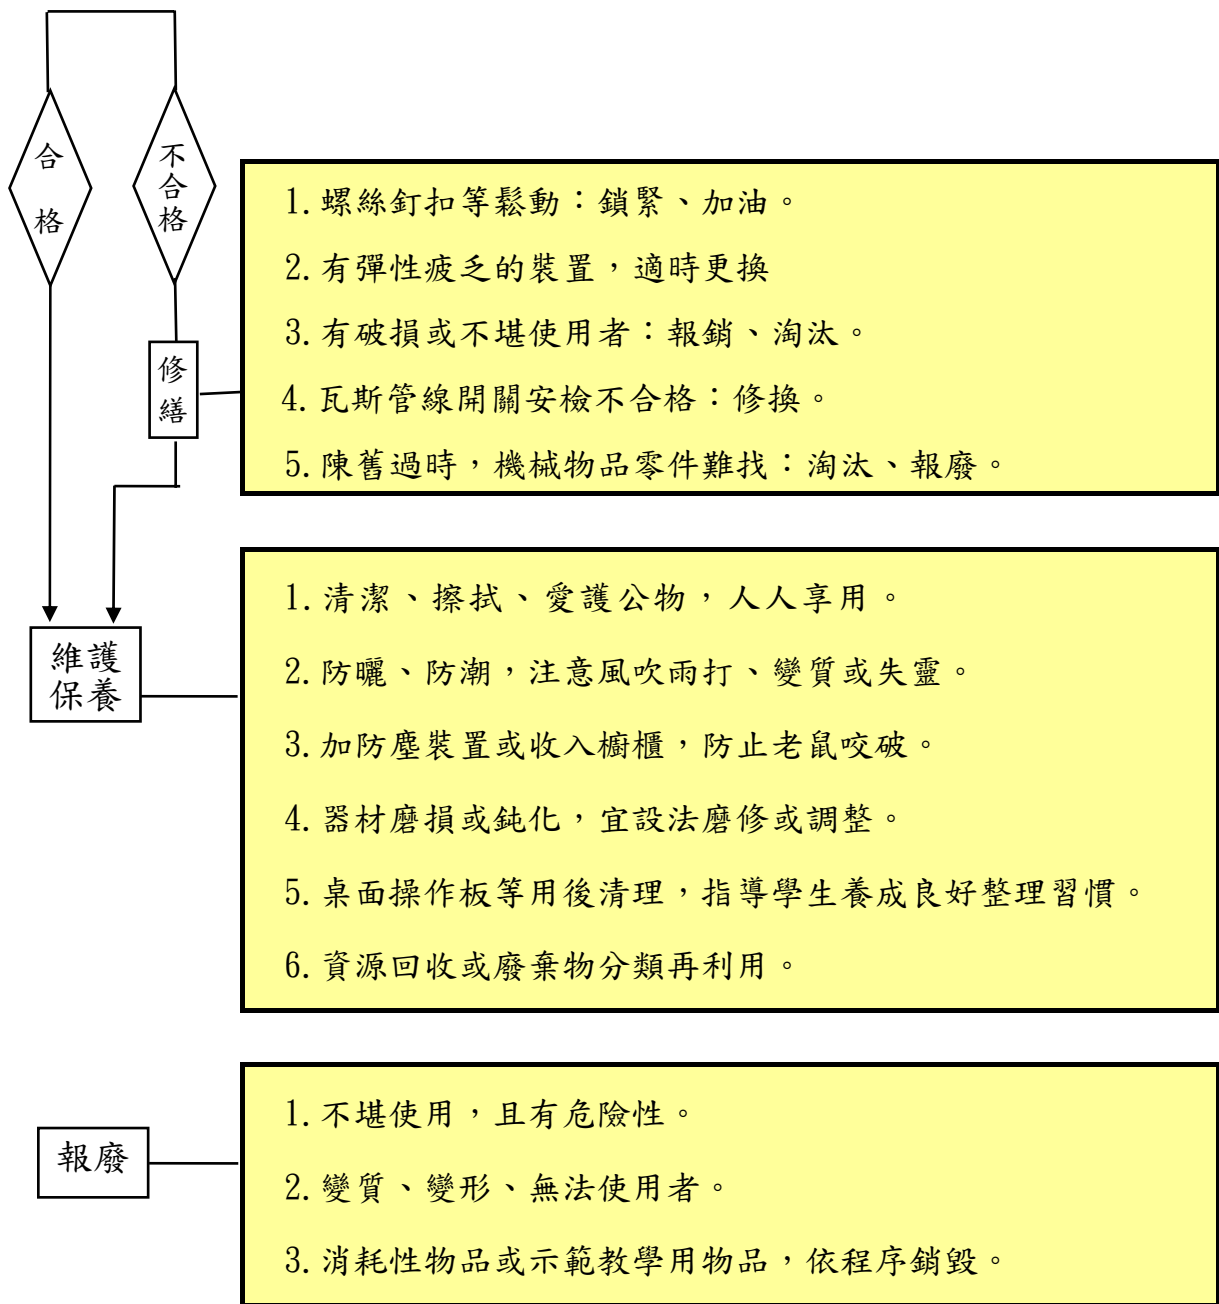 合
格
不
合
格
1.螺絲釘扣等鬆動：鎖緊、加油。
2.有彈性疲乏的裝置，適時更換
3.有破損或不堪使用者：報銷、淘汰。
修
繕
4.瓦斯管線開關安檢不合格：修換。
5.陳舊過時，機械物品零件難找：淘汰、報廢。
維護
保養
1.清潔、擦拭、愛護公物，人人享用。
2.防曬、防潮，注意風吹雨打、變質或失靈。
3.加防塵裝置或收入櫥櫃，防止老鼠咬破。
4.器材磨損或鈍化，宜設法磨修或調整。
5.桌面操作板等用後清理，指導學生養成良好整理習慣。
6.資源回收或廢棄物分類再利用。
報廢
1.不堪使用，且有危險性。
2.變質、變形、無法使用者。
3.消耗性物品或示範教學用物品，依程序銷毀。